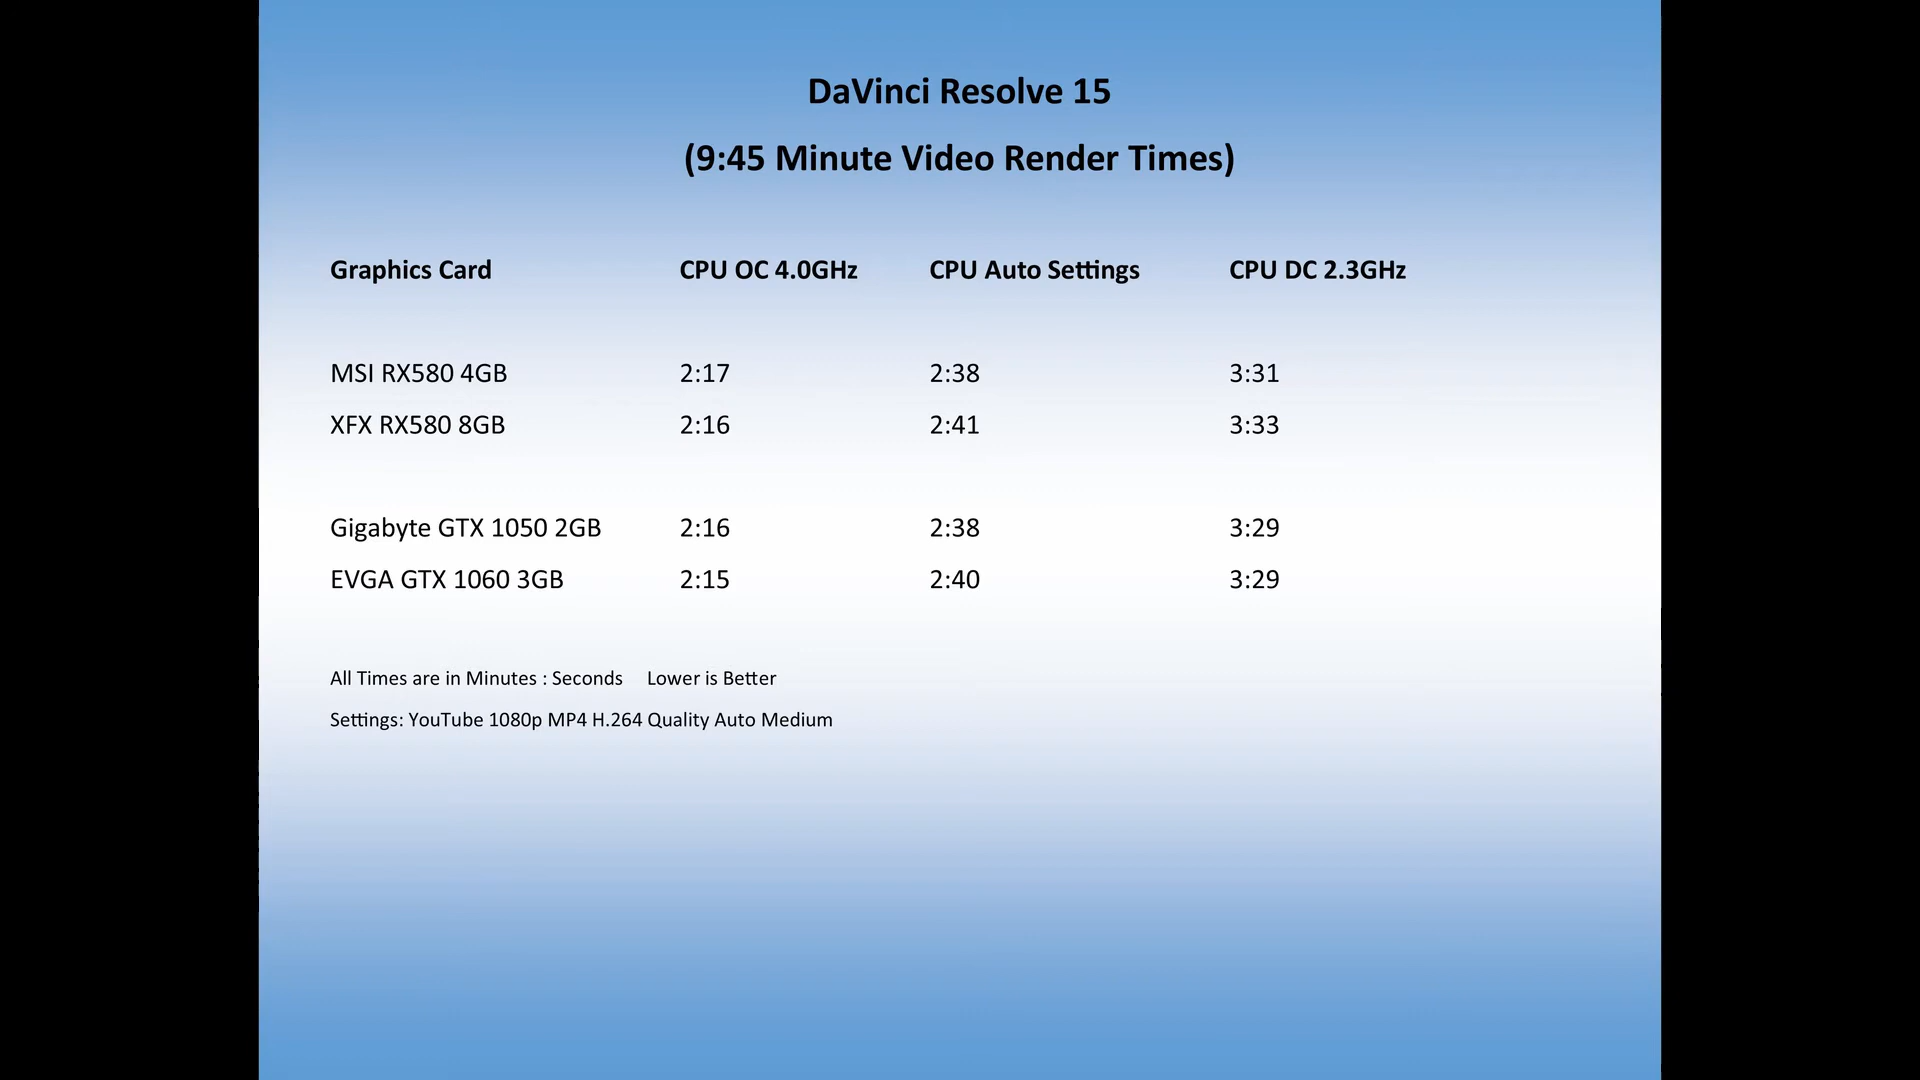 DaVinci Resolve 15
(9:45 Minute Video Render Times)
Graphics Card CPU OC 4.0GHz CPU Auto Settings CPU DC 2.3GHz
MSI RX580 4GB 2:17 2:38 3:31
XFX RX580 8GB 2:16 2:41 3:33
Gigabyte GTX 1050 2GB 2:16 2:38 3:29
EVGA GTX 1060 3GB 2:15 2:40 3:29
All Times are in Minutes : Seconds Lower is Better
Settings: YouTube 1080p MP4 H.264 Quality Auto Medium